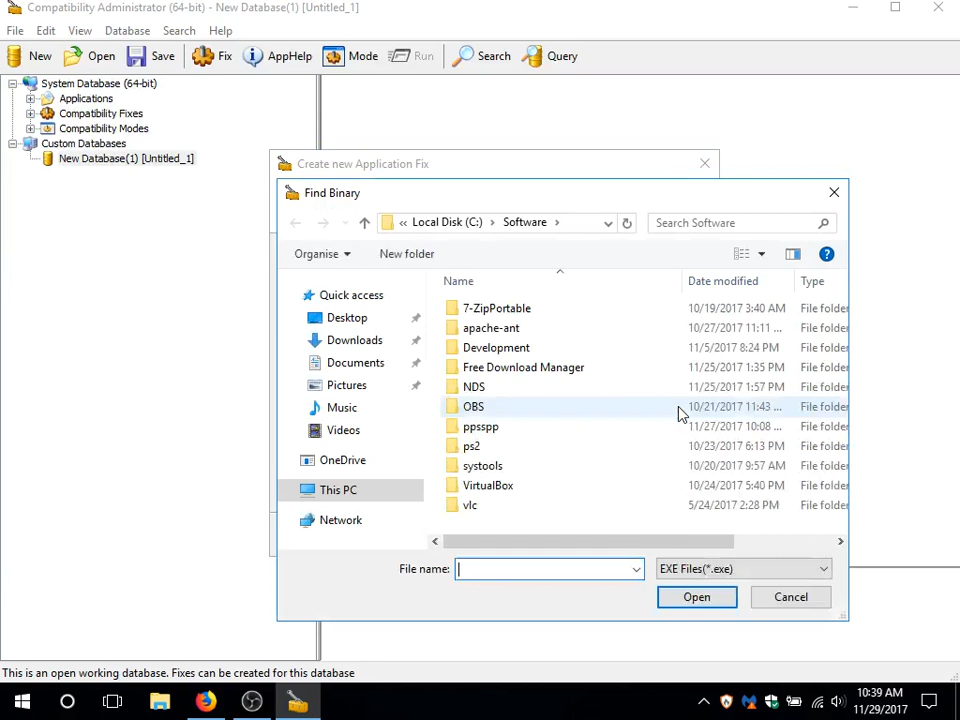 Compatibility Administrator (64-bit) - New Database(1) [Untitled_1]
File Edit View Database Search Help
New Open Save Fix AppHelp Mode Run Search Query
System Database (64-bit)
Applications
Compatibility Fixes
Compatibility Modes
Custom Databases
New Database(1) [Untitled_1]
Create new Application Fix
Find Binary
« Local Disk (C:) › Software ›
Search Software
Organise New folder
Name Date modified Type
Quick access
Desktop
Downloads
Documents
Pictures
Music
Videos
OneDrive
This PC
Network
7-ZipPortable 10/19/2017 3:40 AM File folder
apache-ant 10/27/2017 11:11 ... File folder
Development 11/5/2017 8:24 PM File folder
Free Download Manager 11/25/2017 1:35 PM File folder
NDS 11/25/2017 1:57 PM File folder
OBS 10/21/2017 11:43 ... File folder
ppsspp 11/27/2017 10:08 ... File folder
ps2 10/23/2017 6:13 PM File folder
systools 10/20/2017 9:57 AM File folder
VirtualBox 10/24/2017 5:40 PM File folder
vlc 5/24/2017 2:28 PM File folder
File name: EXE Files(*.exe)
Open Cancel
This is an open working database. Fixes can be created for this database
10:39 AM
11/29/2017